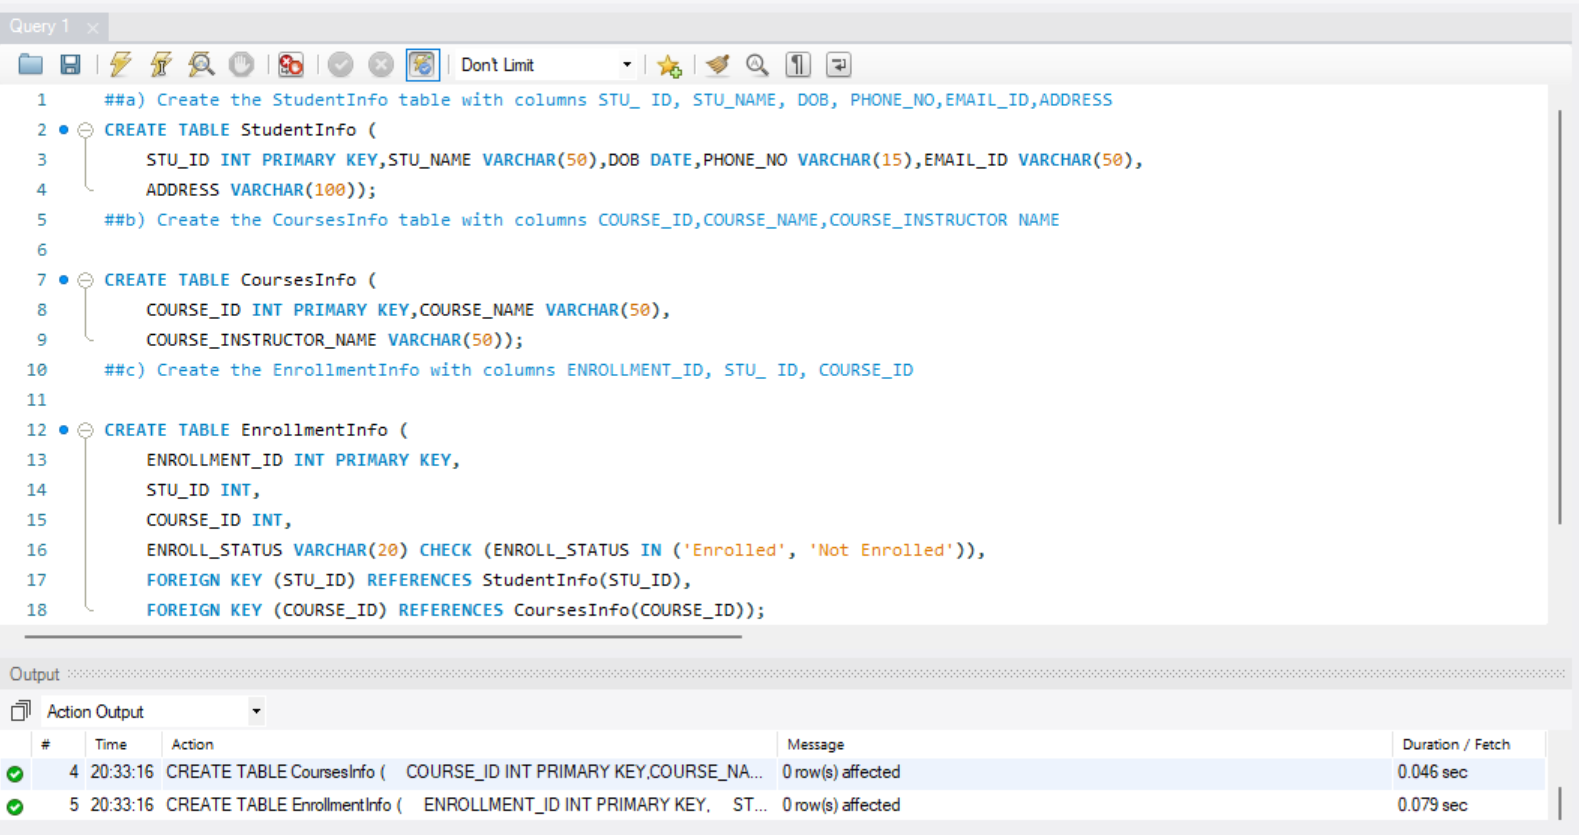 Query 1
Don't Limit
1 ##a) Create the StudentInfo table with columns STU_ ID, STU_NAME, DOB, PHONE_NO,EMAIL_ID,ADDRESS
2 CREATE TABLE StudentInfo (
3 STU_ID INT PRIMARY KEY,STU_NAME VARCHAR(50),DOB DATE,PHONE_NO VARCHAR(15),EMAIL_ID VARCHAR(50),
4 ADDRESS VARCHAR(100));
5 ##b) Create the CoursesInfo table with columns COURSE_ID,COURSE_NAME,COURSE_INSTRUCTOR NAME
6
7 CREATE TABLE CoursesInfo (
8 COURSE_ID INT PRIMARY KEY,COURSE_NAME VARCHAR(50),
9 COURSE_INSTRUCTOR_NAME VARCHAR(50));
10 ##c) Create the EnrollmentInfo with columns ENROLLMENT_ID, STU_ ID, COURSE_ID
11
12 CREATE TABLE EnrollmentInfo (
13 ENROLLMENT_ID INT PRIMARY KEY,
14 STU_ID INT,
15 COURSE_ID INT,
16 ENROLL_STATUS VARCHAR(20) CHECK (ENROLL_STATUS IN ('Enrolled', 'Not Enrolled')),
17 FOREIGN KEY (STU_ID) REFERENCES StudentInfo(STU_ID),
18 FOREIGN KEY (COURSE_ID) REFERENCES CoursesInfo(COURSE_ID));
Output
Action Output
# Time Action Message Duration / Fetch
4 20:33:16 CREATE TABLE CoursesInfo ( COURSE_ID INT PRIMARY KEY,COURSE_NA... 0 row(s) affected 0.046 sec
5 20:33:16 CREATE TABLE EnrollmentInfo ( ENROLLMENT_ID INT PRIMARY KEY, ST... 0 row(s) affected 0.079 sec